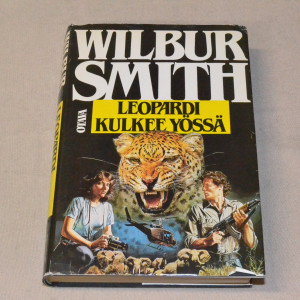 WILBUR
SMITH
LEOPARDI
KULKEE YÖSSÄ
OTAVA